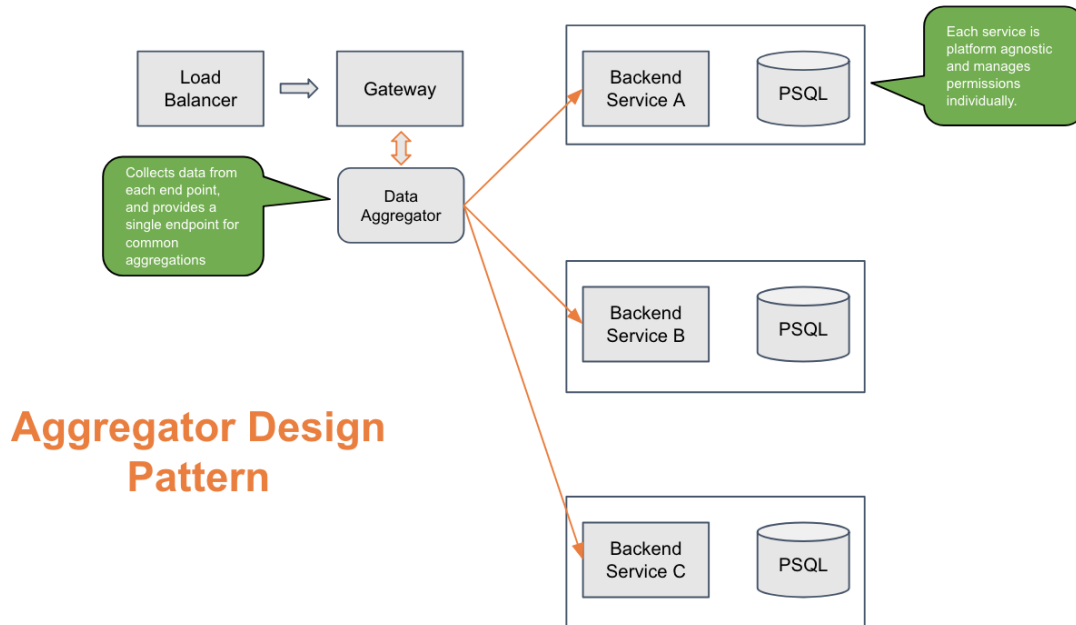 Load
Balancer
Gateway
Collects data from
each end point,
and provides a
single endpoint for
common
aggregations
Data
Aggregator
Backend
Service A
PSQL
Each service is
platform agnostic
and manages
permissions
individually.
Backend
Service B
PSQL
Aggregator Design
Pattern
Backend
Service C
PSQL